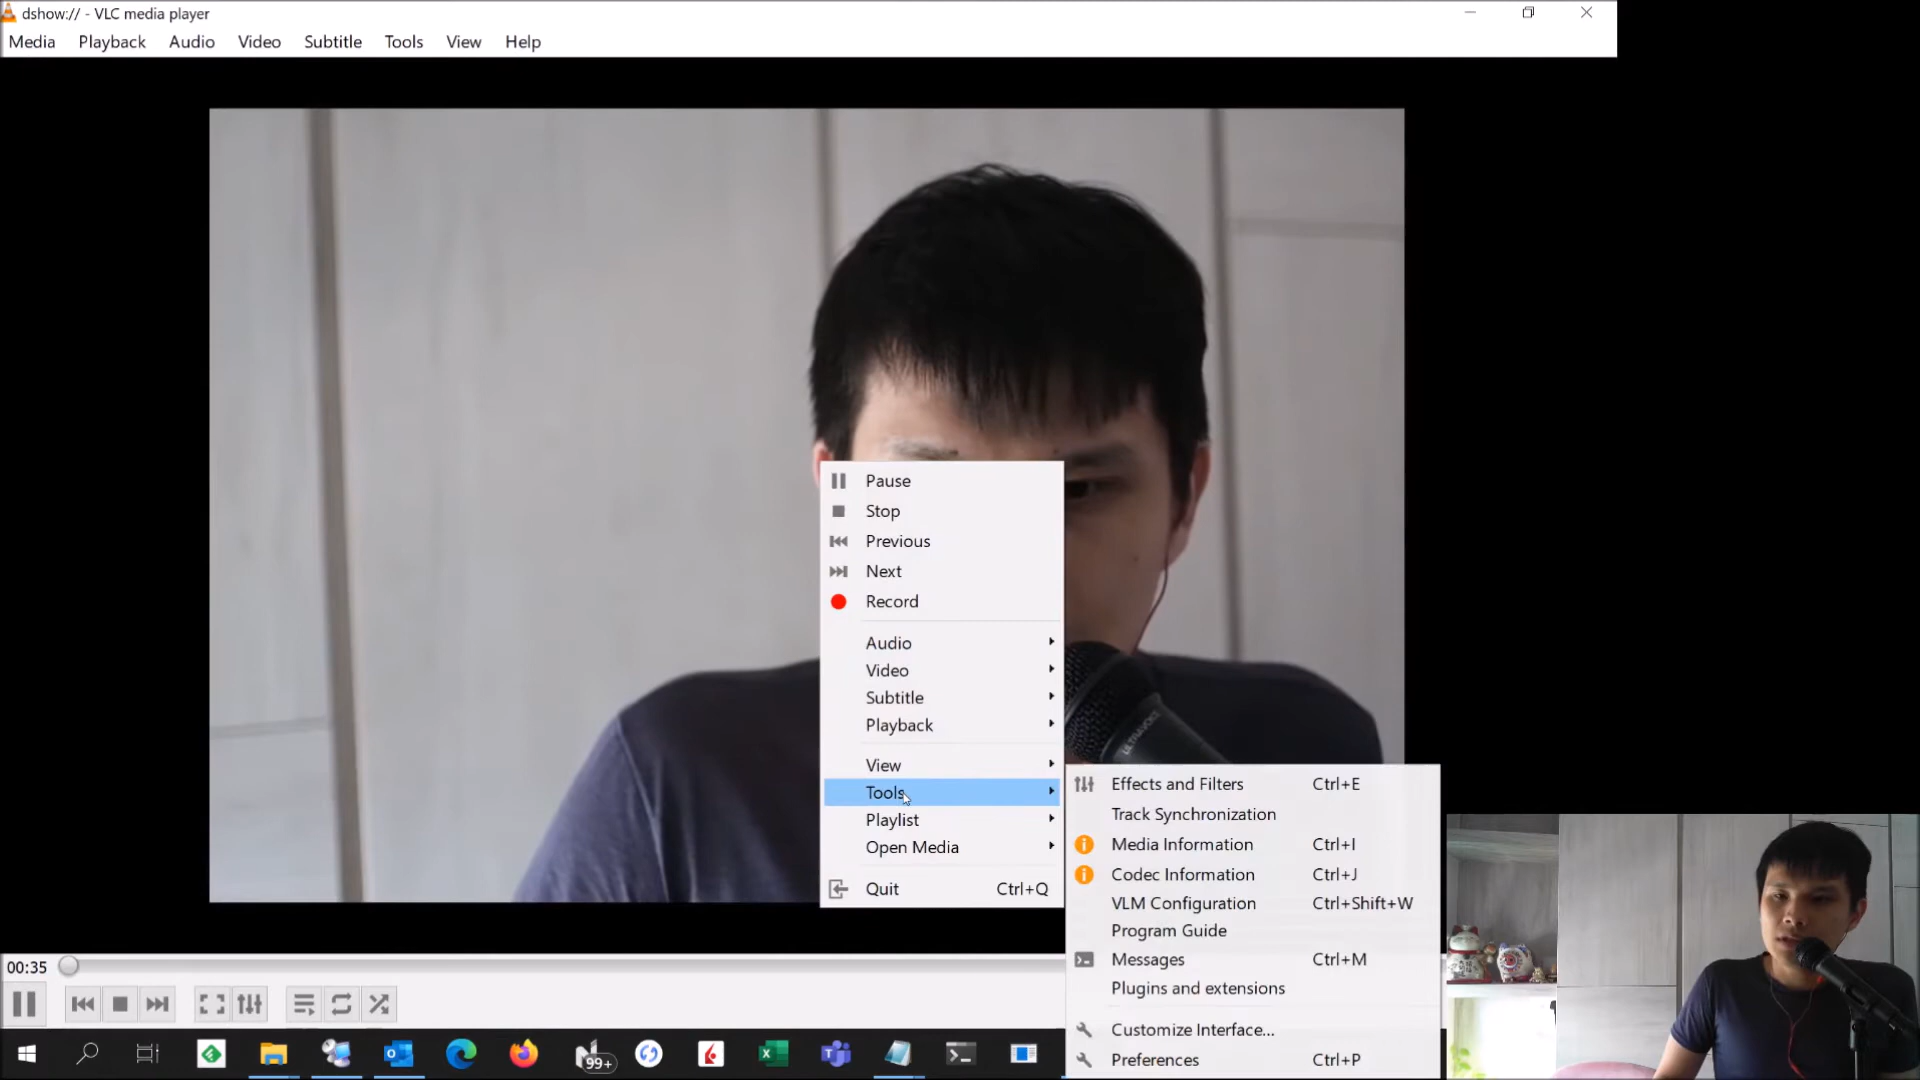 dshow:// - VLC media player
Media Playback Audio Video Subtitle Tools View Help
Pause
Stop
Previous
Next
Record
Audio
Video
Subtitle
Playback
View
Tools
Playlist
Open Media
Quit Ctrl+Q
Effects and Filters Ctrl+E
Track Synchronization
Media Information Ctrl+I
Codec Information Ctrl+J
VLM Configuration Ctrl+Shift+W
Program Guide
Messages Ctrl+M
Plugins and extensions
Customize Interface...
Preferences Ctrl+P
ULTRAVOICE
00:35
99+